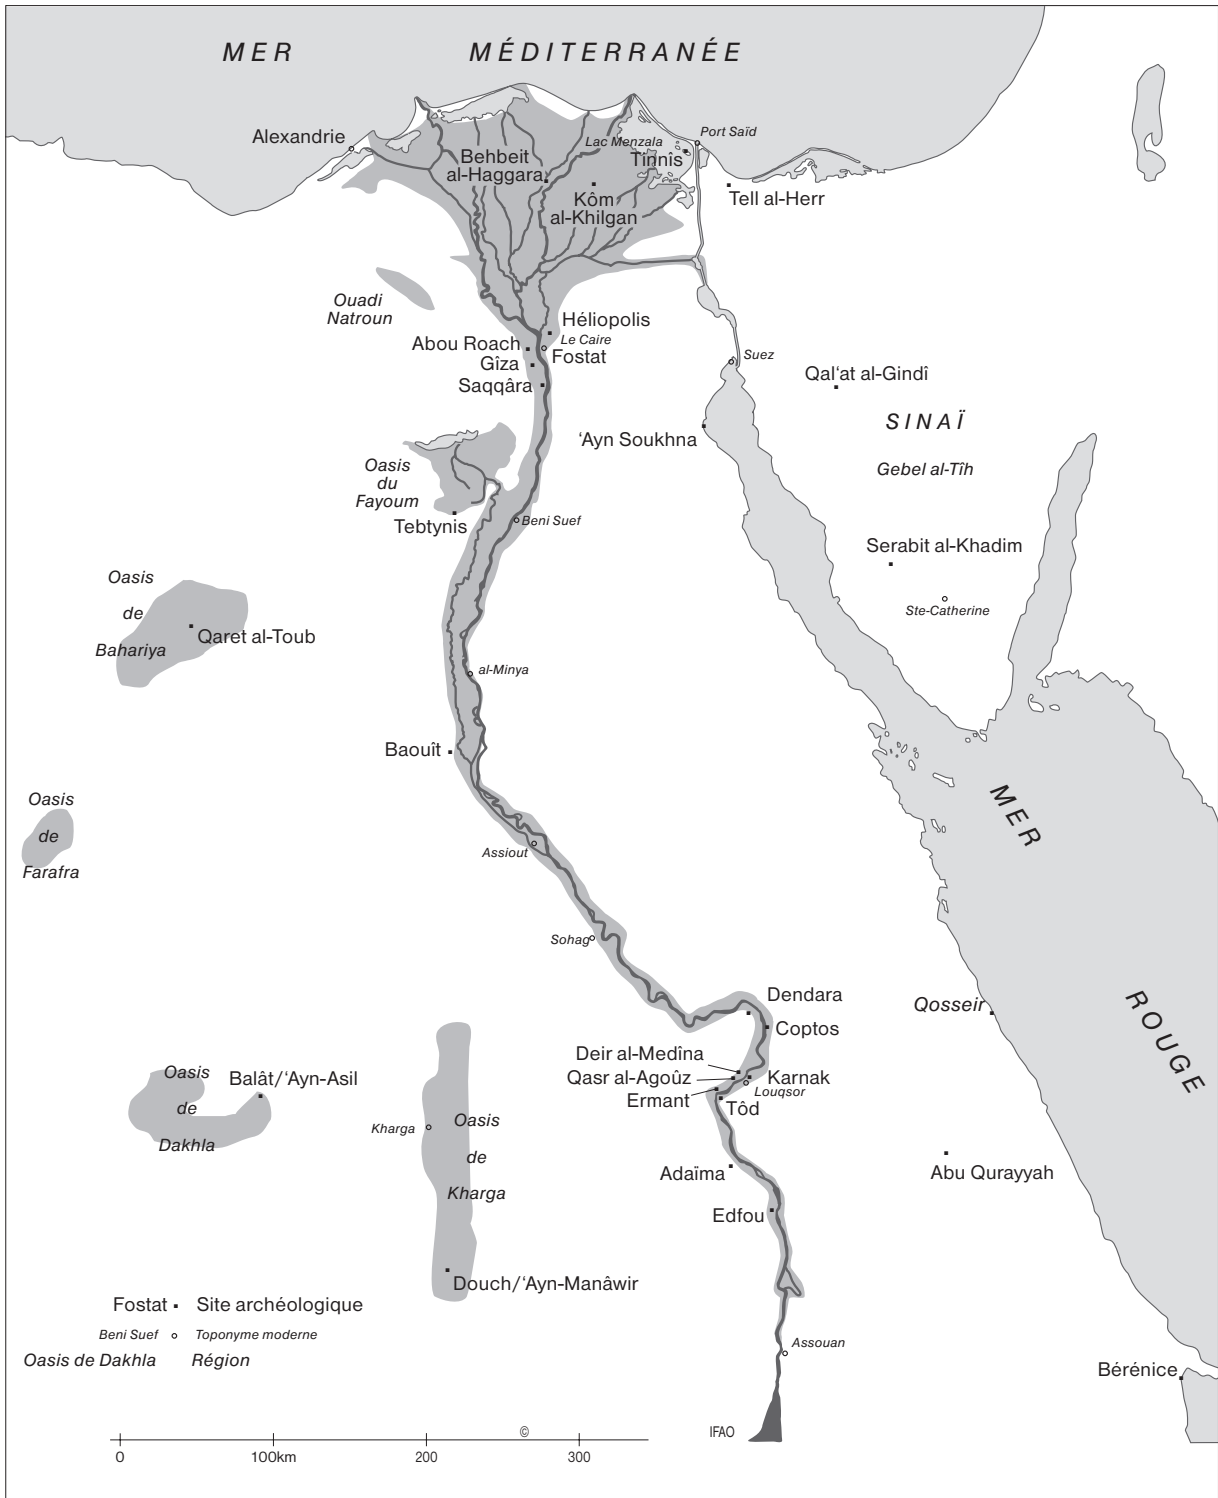 MER MÉDITERRANÉE
Alexandrie
Port Saïd
Lac Menzala
Tinnîs
Behbeit
al-Haggara
Kôm
al-Khilgan
Tell al-Herr
Ouadi
Natroun
Héliopolis
Le Caire
Abou Roach
Fostat
Gîza
Saqqâra
Suez
Qal‘at al-Gindî
SINAÏ
‘Ayn Soukhna
Gebel al-Tîh
Oasis
du
Fayoum
Tebtynis
Beni Suef
Serabit al-Khadim
Ste-Catherine
Oasis
de
Bahariya
Qaret al-Toub
al-Minya
Baouît
MER
ROUGE
Oasis
de
Farafra
Assiout
Sohag
Dendara
Qosseir
Coptos
Deir al-Medîna
Qasr al-Agoûz
Karnak
Ermant
Louqsor
Tôd
Oasis
de
Dakhla
Balât/‘Ayn-Asil
Kharga
Oasis
de
Kharga
Adaïma
Abu Qurayyah
Edfou
Douch/‘Ayn-Manâwir
Fostat Site archéologique
Beni Suef Toponyme moderne
Oasis de Dakhla Région
Assouan
Bérénice
© IFAO
0 100km 200 300